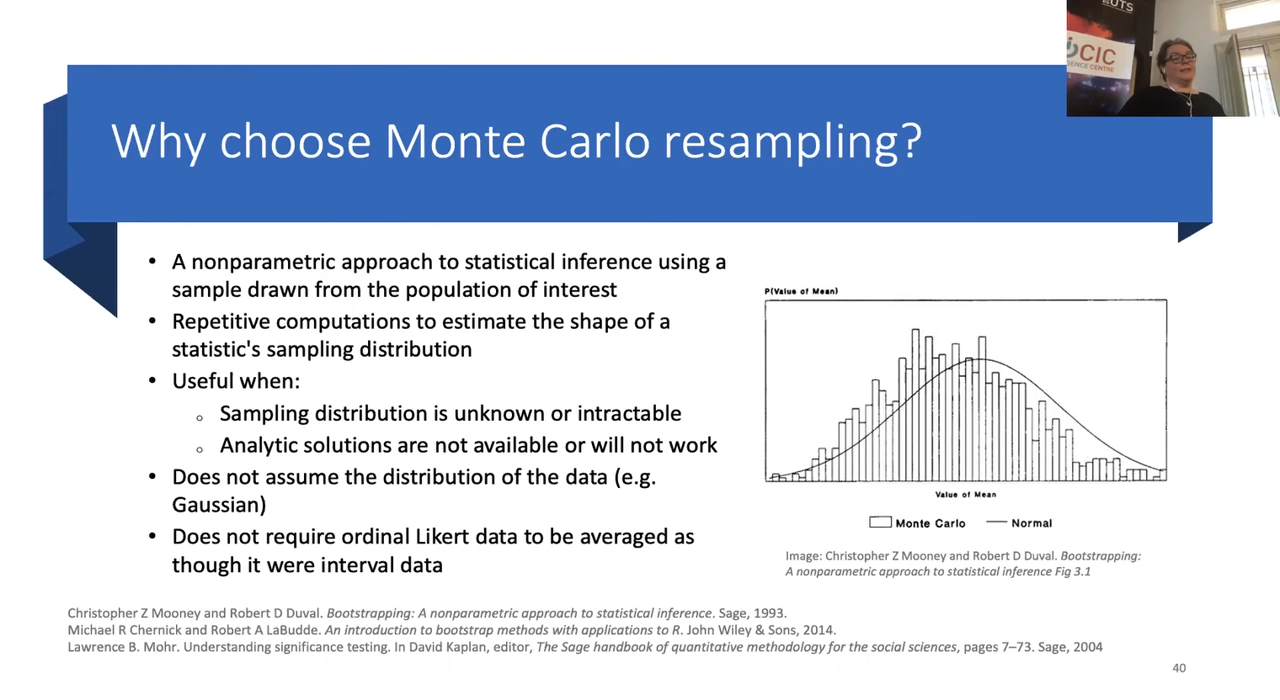 UTS
CIC
DENCE CENTRE
Why choose Monte Carlo resampling?
• A nonparametric approach to statistical inference using a
sample drawn from the population of interest
• Repetitive computations to estimate the shape of a
statistic's sampling distribution
• Useful when:
o Sampling distribution is unknown or intractable
o Analytic solutions are not available or will not work
• Does not assume the distribution of the data (e.g.
Gaussian)
• Does not require ordinal Likert data to be averaged as
though it were interval data
P(Value of Mean)
Value of Mean
Monte Carlo
Normal
Image: Christopher Z Mooney and Robert D Duval. Bootstrapping:
A nonparametric approach to statistical inference Fig 3.1
Christopher Z Mooney and Robert D Duval. Bootstrapping: A nonparametric approach to statistical inference. Sage, 1993.
Michael R Chernick and Robert A LaBudde. An introduction to bootstrap methods with applications to R. John Wiley & Sons, 2014.
Lawrence B. Mohr. Understanding significance testing. In David Kaplan, editor, The Sage handbook of quantitative methodology for the social sciences, pages 7–73. Sage, 2004
40